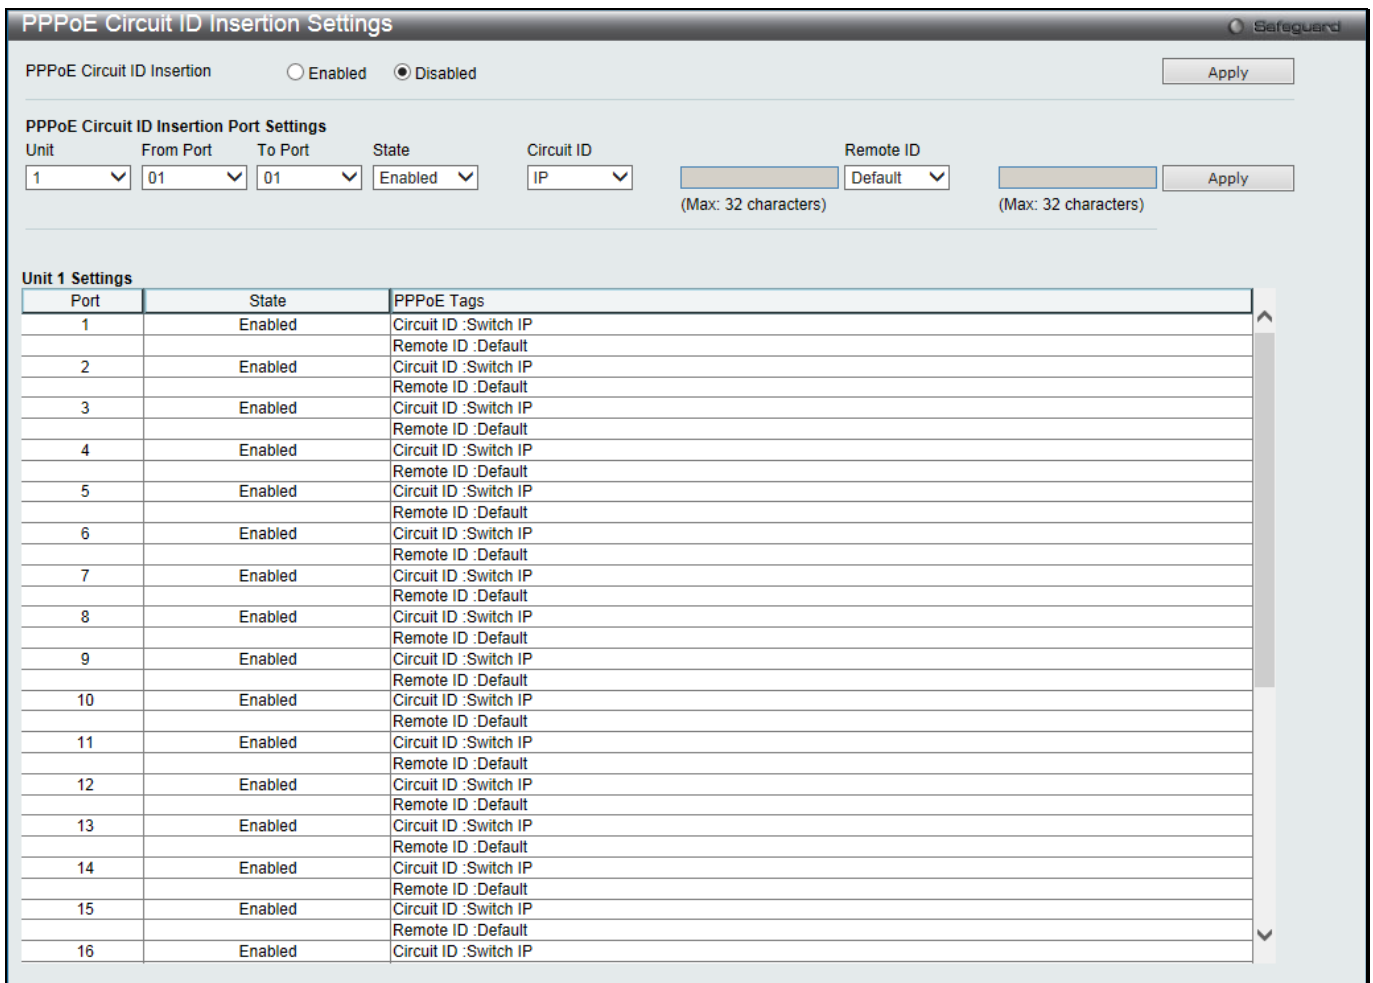 PPPoE Circuit ID Insertion Settings
Safeguard
PPPoE Circuit ID Insertion Enabled Disabled Apply
PPPoE Circuit ID Insertion Port Settings
Unit From Port To Port State Circuit ID Remote ID
1 01 01 Enabled IP Default Apply
(Max: 32 characters) (Max: 32 characters)
Unit 1 Settings
Port State PPPoE Tags
1 Enabled Circuit ID :Switch IP
Remote ID :Default
2 Enabled Circuit ID :Switch IP
Remote ID :Default
3 Enabled Circuit ID :Switch IP
Remote ID :Default
4 Enabled Circuit ID :Switch IP
Remote ID :Default
5 Enabled Circuit ID :Switch IP
Remote ID :Default
6 Enabled Circuit ID :Switch IP
Remote ID :Default
7 Enabled Circuit ID :Switch IP
Remote ID :Default
8 Enabled Circuit ID :Switch IP
Remote ID :Default
9 Enabled Circuit ID :Switch IP
Remote ID :Default
10 Enabled Circuit ID :Switch IP
Remote ID :Default
11 Enabled Circuit ID :Switch IP
Remote ID :Default
12 Enabled Circuit ID :Switch IP
Remote ID :Default
13 Enabled Circuit ID :Switch IP
Remote ID :Default
14 Enabled Circuit ID :Switch IP
Remote ID :Default
15 Enabled Circuit ID :Switch IP
Remote ID :Default
16 Enabled Circuit ID :Switch IP